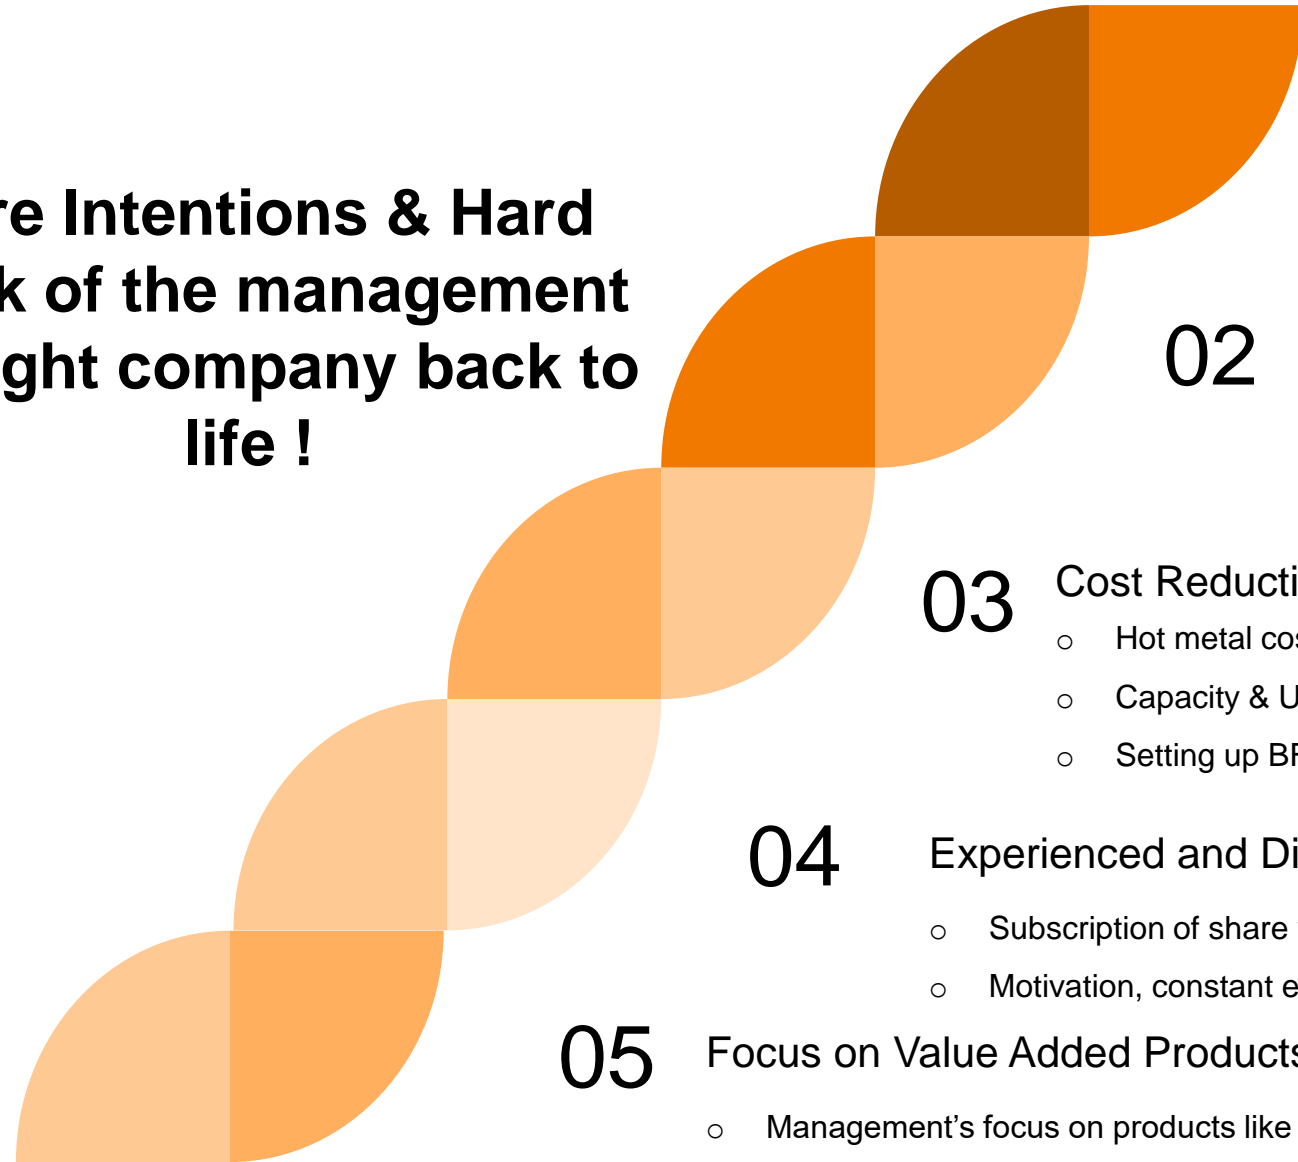 re Intentions & Hard
k of the management
ght company back to
life !
02
03 Cost Reducti
o Hot metal cos
o Capacity & U
o Setting up BF
04 Experienced and Di
o Subscription of share
o Motivation, constant e
05 Focus on Value Added Products
o Management’s focus on products like